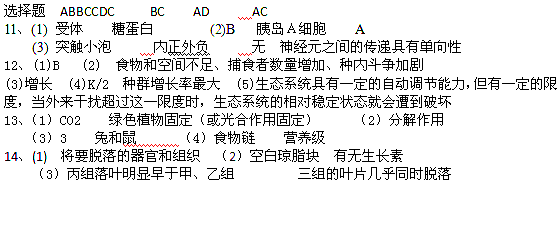 选择题 ABBCCDC BC AD AC
11、(1) 受体 糖蛋白 (2)B 胰岛A细胞 A
(3) 突触小泡 内正外负 无 神经元之间的传递具有单向性
12、(1)B (2) 食物和空间不足、捕食者数量增加、种内斗争加剧
(3)增长 (4)K/2 种群增长率最大 (5)生态系统具有一定的自动调节能力,但有一定的限
度，当外来干扰超过这一限度时，生态系统的相对稳定状态就会遭到破坏
13、(1) CO2 绿色植物固定（或光合作用固定） (2) 分解作用
(3) 3 兔和鼠 (4) 食物链 营养级
14、(1) 将要脱落的器官和组织 (2) 空白琼脂块 有无生长素
(3) 丙组落叶明显早于甲、乙组 三组的叶片几乎同时脱落